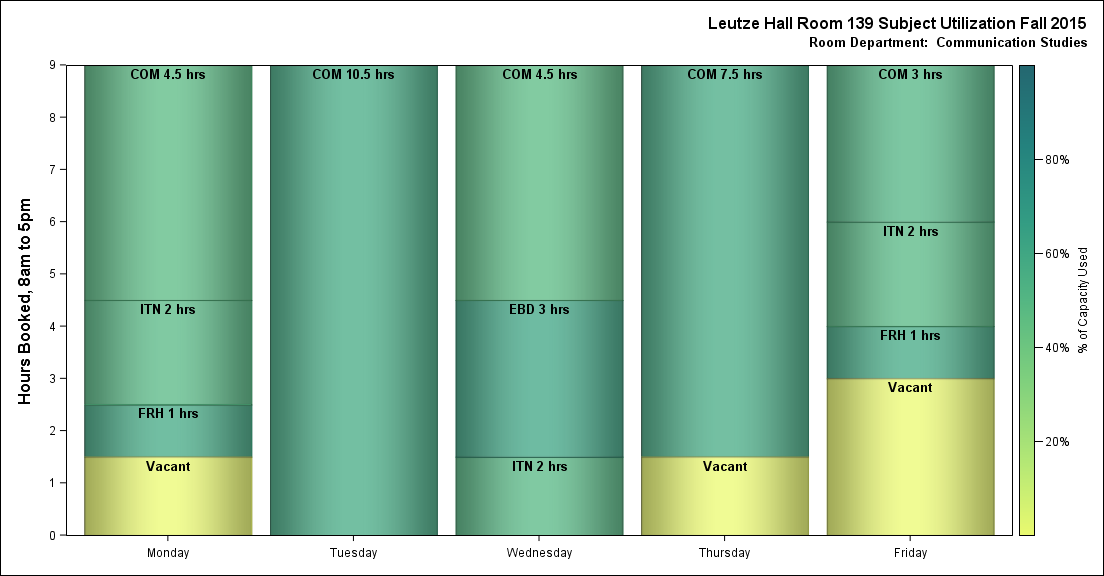 Leutze Hall Room 139 Subject Utilization Fall 2015
Room Department:  Communication Studies
Hours Booked, 8am to 5pm
9
8
7
6
5
4
3
2
1
0
COM 4.5 hrs
ITN 2 hrs
FRH 1 hrs
Vacant
Monday
COM 10.5 hrs
Tuesday
COM 4.5 hrs
EBD 3 hrs
ITN 2 hrs
Wednesday
COM 7.5 hrs
Vacant
Thursday
COM 3 hrs
ITN 2 hrs
FRH 1 hrs
Vacant
Friday
80%
60%
40%
20%
% of Capacity Used